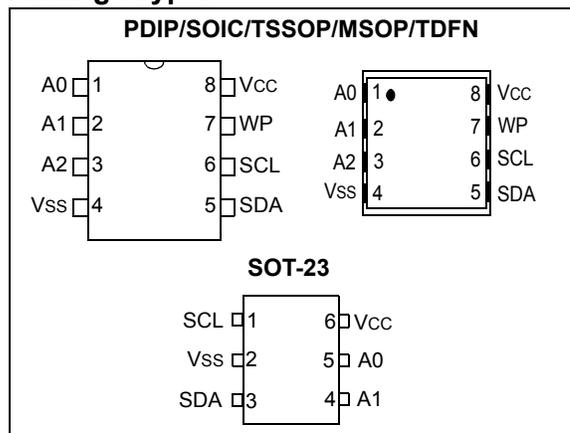 PDIP/SOIC/TSSOP/MSOP/TDFN
A0 1 8 VCC
A1 2 7 WP
A2 3 6 SCL
VSS 4 5 SDA
A0 1 8 VCC
A1 2 7 WP
A2 3 6 SCL
VSS 4 5 SDA
SOT-23
SCL 1 6 VCC
VSS 2 5 A0
SDA 3 4 A1